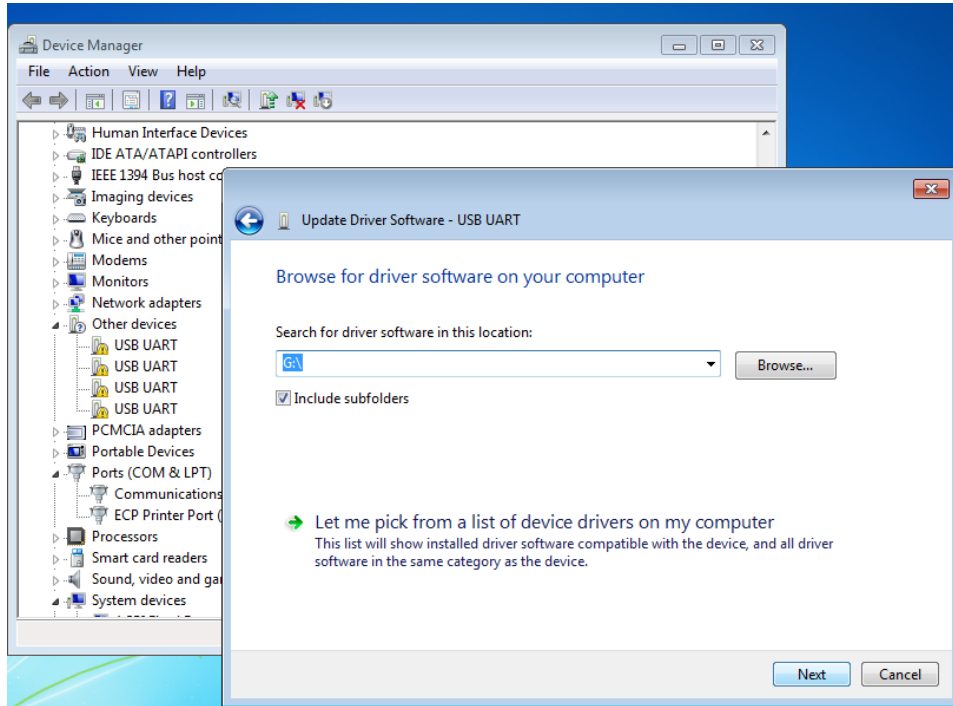 Device Manager
File Action View Help
Human Interface Devices
IDE ATA/ATAPI controllers
IEEE 1394 Bus host
Imaging devices
Keyboards
Mice and other
Modems
Monitors
Network adapters
Other devices
USB UART
USB UART
USB UART
USB UART
PCMCIA adapters
Portable Devices
Ports (COM & LPT)
Communications
ECP Printer Port (
Processors
Smart card readers
Sound, video and
System devices
Update Driver Software - USB UART
Browse for driver software on your computer
Search for driver software in this location:
G:\
Browse...
Include subfolders
Let me pick from a list of device drivers on my computer
This list will show installed driver software compatible with the device, and all driver
software in the same category as the device.
Next Cancel